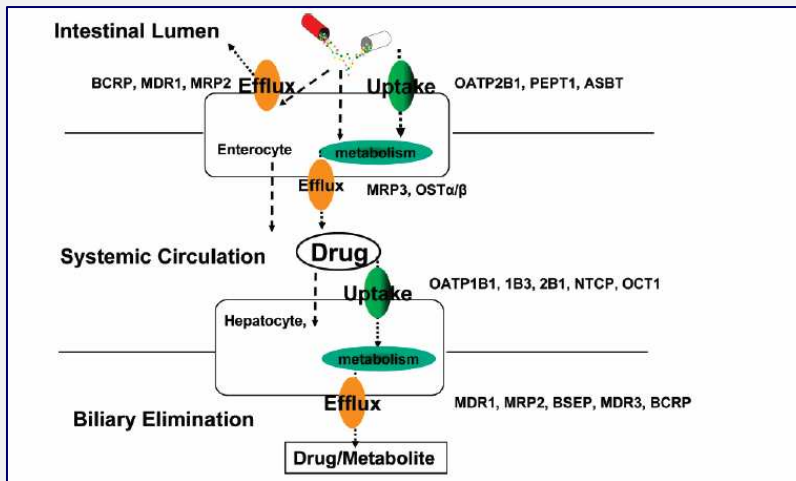 Intestinal Lumen
BCRP, MDR1, MRP2
Efflux
Uptake
OATP2B1, PEPT1, ASBT
Enterocyte
metabolism
Efflux
MRP3, OSTα/β
Systemic Circulation
Drug
Uptake
OATP1B1, 1B3, 2B1, NTCP, OCT1
Hepatocyte,
metabolism
Efflux
MDR1, MRP2, BSEP, MDR3, BCRP
Biliary Elimination
Drug/Metabolite